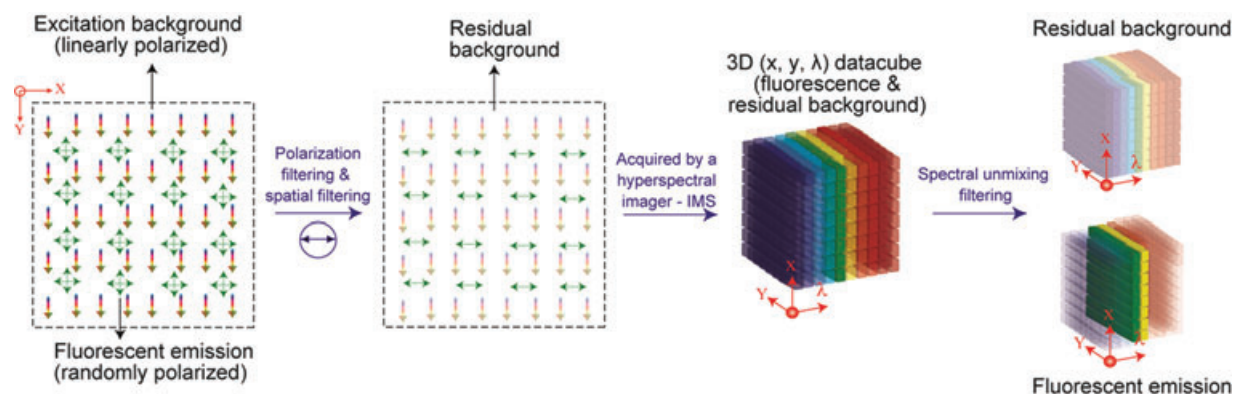 Excitation background
(linearly polarized)
X
Y
Fluorescent emission
(randomly polarized)
Polarization
filtering &
spatial filtering
Residual
background
Acquired by a
hyperspectral
imager - IMS
3D (x, y, λ) datacube
(fluorescence &
residual background)
X
Y
λ
Spectral unmixing
filtering
Residual background
X
Y
λ
X
Y
λ
Fluorescent emission